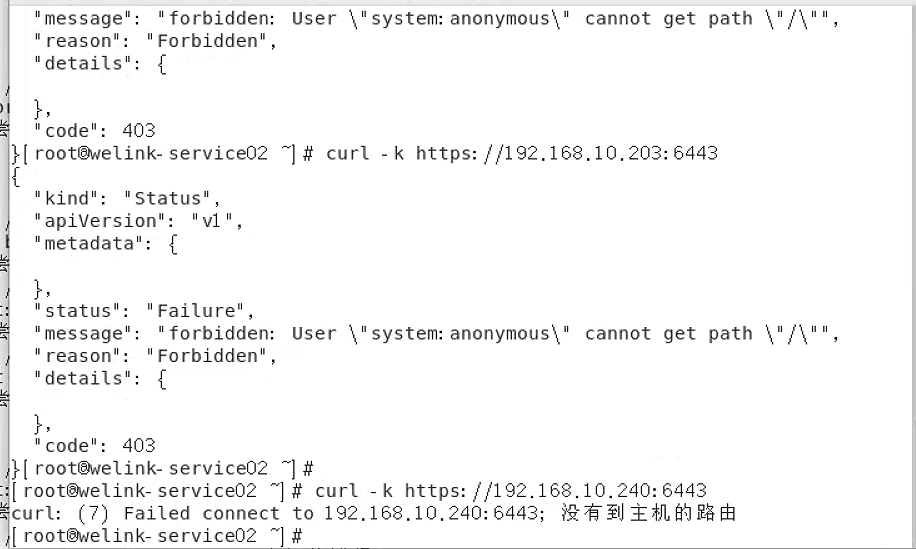 "message": "forbidden: User \"system:anonymous\" cannot get path \"/\"",
"reason": "Forbidden",
"details": {
},
"code": 403
}[root@welink-service02 ~]# curl -k https://192.168.10.203:6443
{
"kind": "Status",
"apiVersion": "v1",
"metadata": {
},
"status": "Failure",
"message": "forbidden: User \"system:anonymous\" cannot get path \"/\"",
"reason": "Forbidden",
"details": {
},
"code": 403
}[root@welink-service02 ~]#
[root@welink-service02 ~]# curl -k https://192.168.10.240:6443
curl: (7) Failed connect to 192.168.10.240:6443; 没有到主机的路由
[root@welink-service02 ~]#